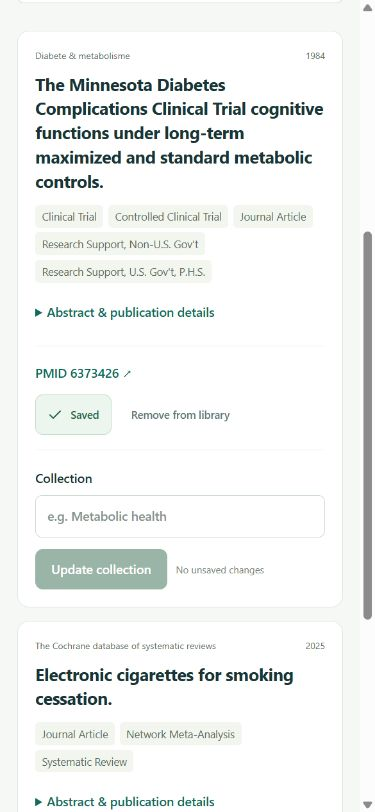 Diabete & metabolisme 1984
The Minnesota Diabetes
Complications Clinical Trial cognitive
functions under long-term
maximized and standard metabolic
controls.
Clinical Trial Controlled Clinical Trial Journal Article
Research Support, Non-U.S. Gov't
Research Support, U.S. Gov't, P.H.S.
▶ Abstract & publication details
PMID 6373426 ↗
✓ Saved Remove from library
Collection
e.g. Metabolic health
Update collection No unsaved changes
The Cochrane database of systematic reviews 2025
Electronic cigarettes for smoking
cessation.
Journal Article Network Meta-Analysis
Systematic Review
▶ Abstract & publication details